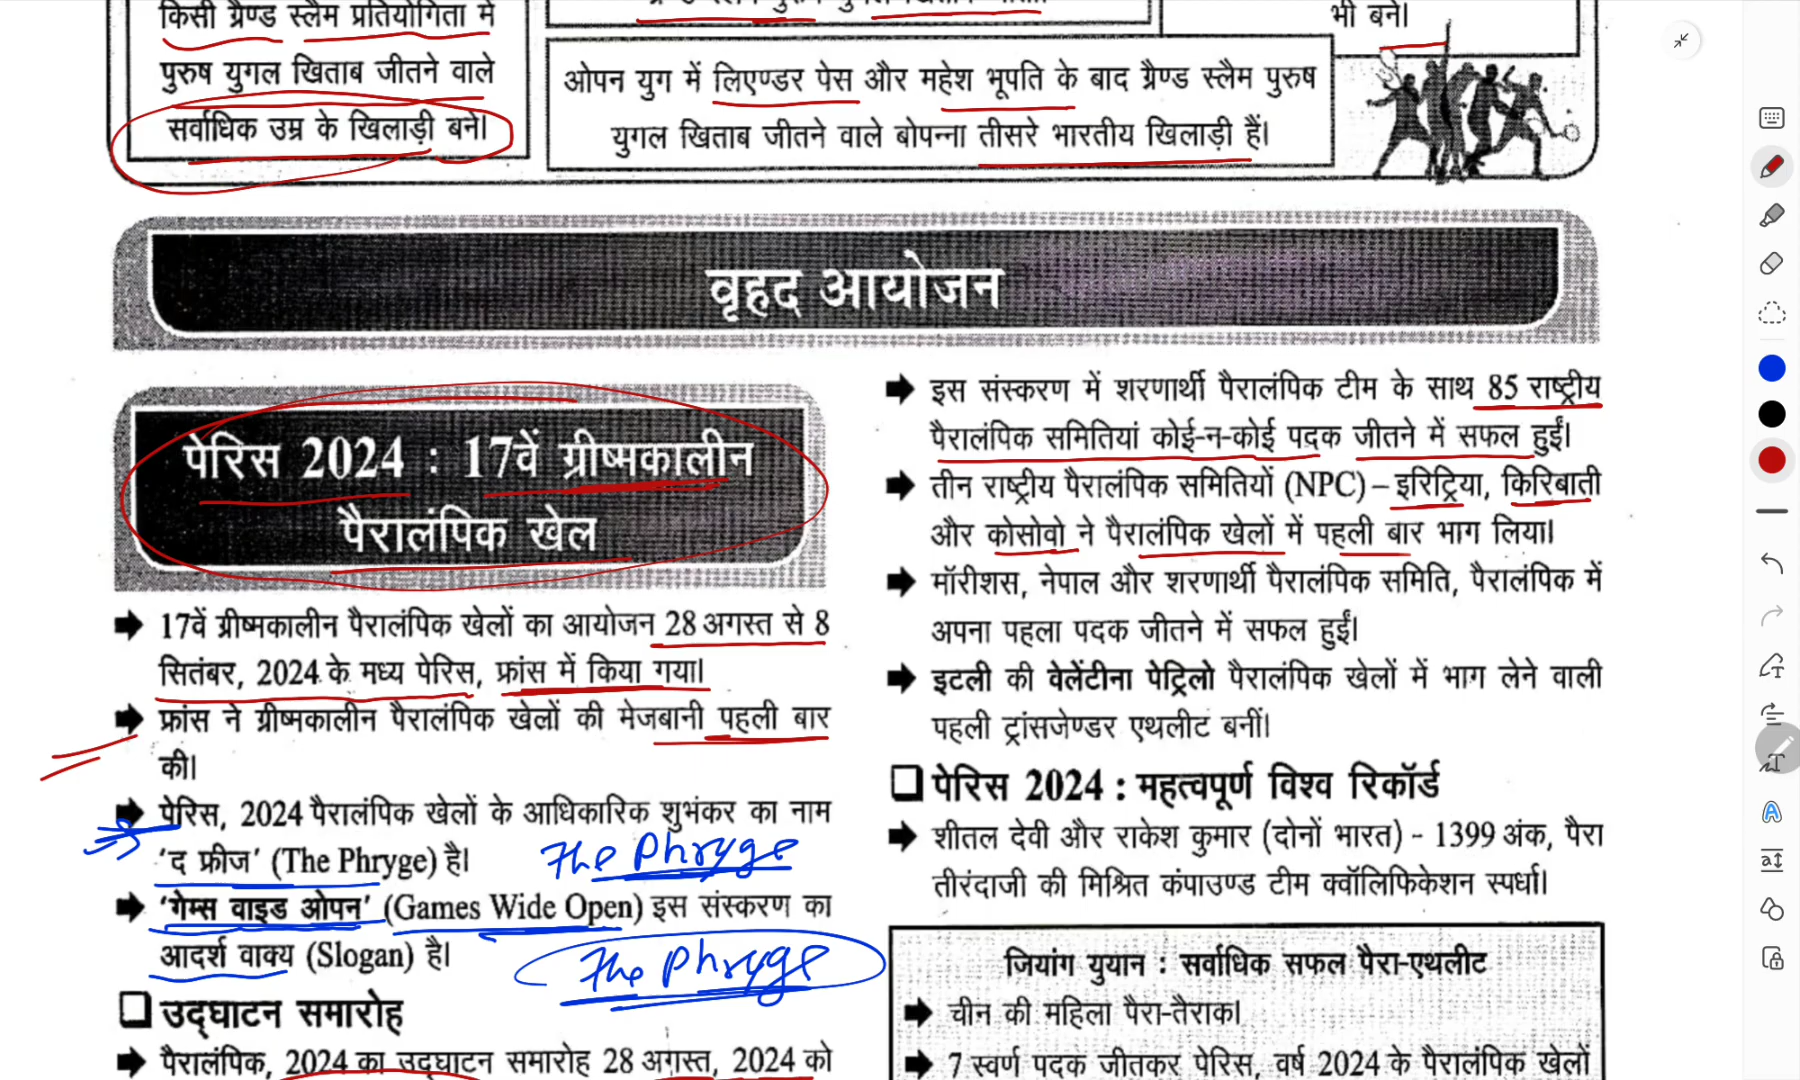 किसी ग्रैण्ड स्लैम प्रतियोगिता में
पुरुष युगल खिताब जीतने वाले
सर्वाधिक उम्र के खिलाड़ी बने।
भी बने।
ओपन युग में लिएण्डर पेस और महेश भूपति के बाद ग्रैण्ड स्लैम पुरुष
युगल खिताब जीतने वाले बोपन्ना तीसरे भारतीय खिलाड़ी हैं।
वृहद आयोजन
पेरिस 2024 : 17वें ग्रीष्मकालीन
पैरालंपिक खेल
17वें ग्रीष्मकालीन पैरालंपिक खेलों का आयोजन 28 अगस्त से 8
सितंबर, 2024 के मध्य पेरिस, फ्रांस में किया गया।
फ्रांस ने ग्रीष्मकालीन पैरालंपिक खेलों की मेजबानी पहली बार
की।
पेरिस, 2024 पैरालंपिक खेलों के आधिकारिक शुभंकर का नाम
'द फ्रीज' (The Phryge) है।
The Phryge
'गेम्स वाइड ओपन' (Games Wide Open) इस संस्करण का
आदर्श वाक्य (Slogan) है।
The Phryge
उद्घाटन समारोह
पैरालंपिक, 2024 का उद्घाटन समारोह 28 अगस्त, 2024 को
इस संस्करण में शरणार्थी पैरालंपिक टीम के साथ 85 राष्ट्रीय
पैरालंपिक समितियां कोई-न-कोई पदक जीतने में सफल हुईं।
तीन राष्ट्रीय पैरालंपिक समितियों (NPC) – इरिट्रिया, किरिबाती
और कोसोवो ने पैरालंपिक खेलों में पहली बार भाग लिया।
मॉरीशस, नेपाल और शरणार्थी पैरालंपिक समिति, पैरालंपिक में
अपना पहला पदक जीतने में सफल हुईं।
इटली की वेलेंटीना पेट्रिलो पैरालंपिक खेलों में भाग लेने वाली
पहली ट्रांसजेण्डर एथलीट बनीं।
पेरिस 2024 : महत्वपूर्ण विश्व रिकॉर्ड
शीतल देवी और राकेश कुमार (दोनों भारत) - 1399 अंक, पैरा
तीरंदाजी की मिश्रित कंपाउण्ड टीम क्वॉलिफिकेशन स्पर्धा।
जियांग युयान : सर्वाधिक सफल पैरा-एथलीट
चीन की महिला पैरा-तैराक।
7 स्वर्ण पदक जीतकर पेरिस, वर्ष 2024 के पैरालंपिक खेलों